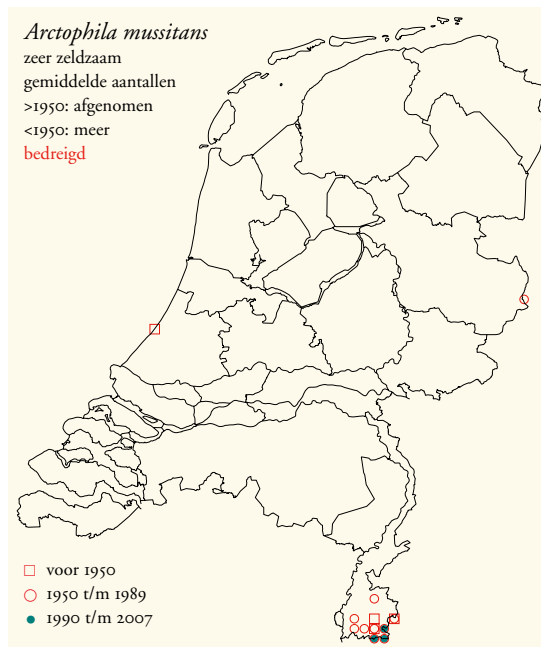 Arctophila mussitans
zeer zeldzaam
gemiddelde aantallen
>1950: afgenomen
<1950: meer
bedreigd
voor 1950
1950 t/m 1989
1990 t/m 2007